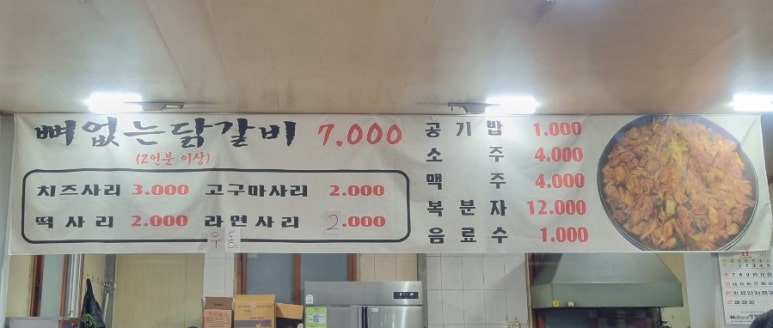 뼈없는닭갈비 7.000
(2인분 이상)
치즈사리 3.000 고구마사리 2.000
떡사리 2.000 라면사리 2.000
우동
공기밥 1.000
소주 4.000
맥주 4.000
복분자 12.000
음료수 1.000